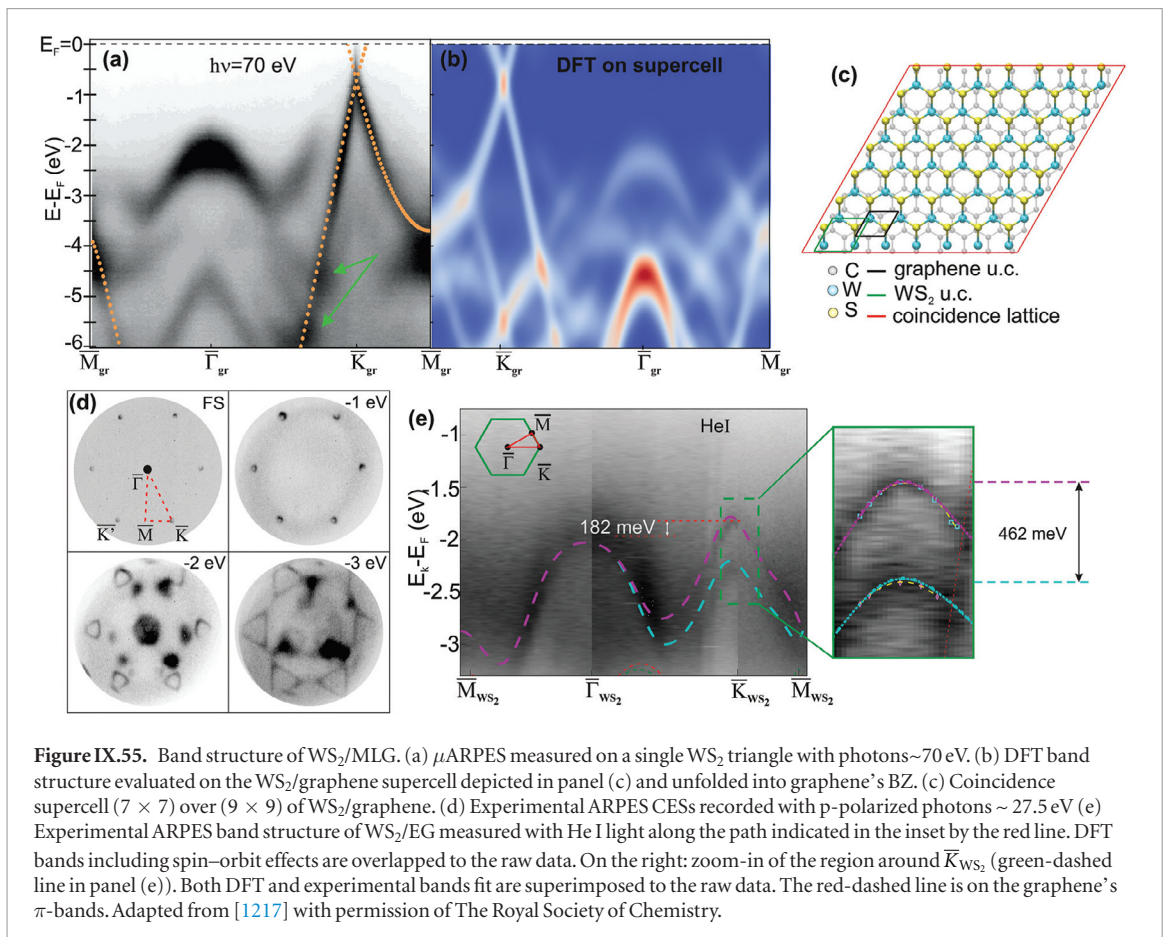 (a)
hν=70 eV
E_F=0
-1
-2
-3
-4
-5
-6
E-E_F (eV)
M̅_gr
Γ̅_gr
K̅_gr
M̅_gr
(b)
DFT on supercell
K̅_gr
Γ̅_gr
M̅_gr
(c)
C
graphene u.c.
W
WS₂ u.c.
S
coincidence lattice
(d)
FS
Γ̅
K̅'
M̅
K̅
-1 eV
-2 eV
-3 eV
(e)
M̅
Γ̅
K̅
HeI
-1
-1.5
-2
-2.5
-3
E_k-E_F (eV)
182 meV
M̅_WS₂
Γ̅_WS₂
K̅_WS₂
M̅_WS₂
462 meV
Figure IX.55. Band structure of WS₂/MLG. (a) μARPES measured on a single WS₂ triangle with photons~70 eV. (b) DFT band
structure evaluated on the WS₂/graphene supercell depicted in panel (c) and unfolded into graphene's BZ. (c) Coincidence
supercell (7 × 7) over (9 × 9) of WS₂/graphene. (d) Experimental ARPES CESs recorded with p-polarized photons ~ 27.5 eV (e)
Experimental ARPES band structure of WS₂/EG measured with He I light along the path indicated in the inset by the red line. DFT
bands including spin–orbit effects are overlapped to the raw data. On the right: zoom-in of the region around K̅_WS₂ (green-dashed
line in panel (e)). Both DFT and experimental bands fit are superimposed to the raw data. The red-dashed line is on the graphene's
π-bands. Adapted from [1217] with permission of The Royal Society of Chemistry.